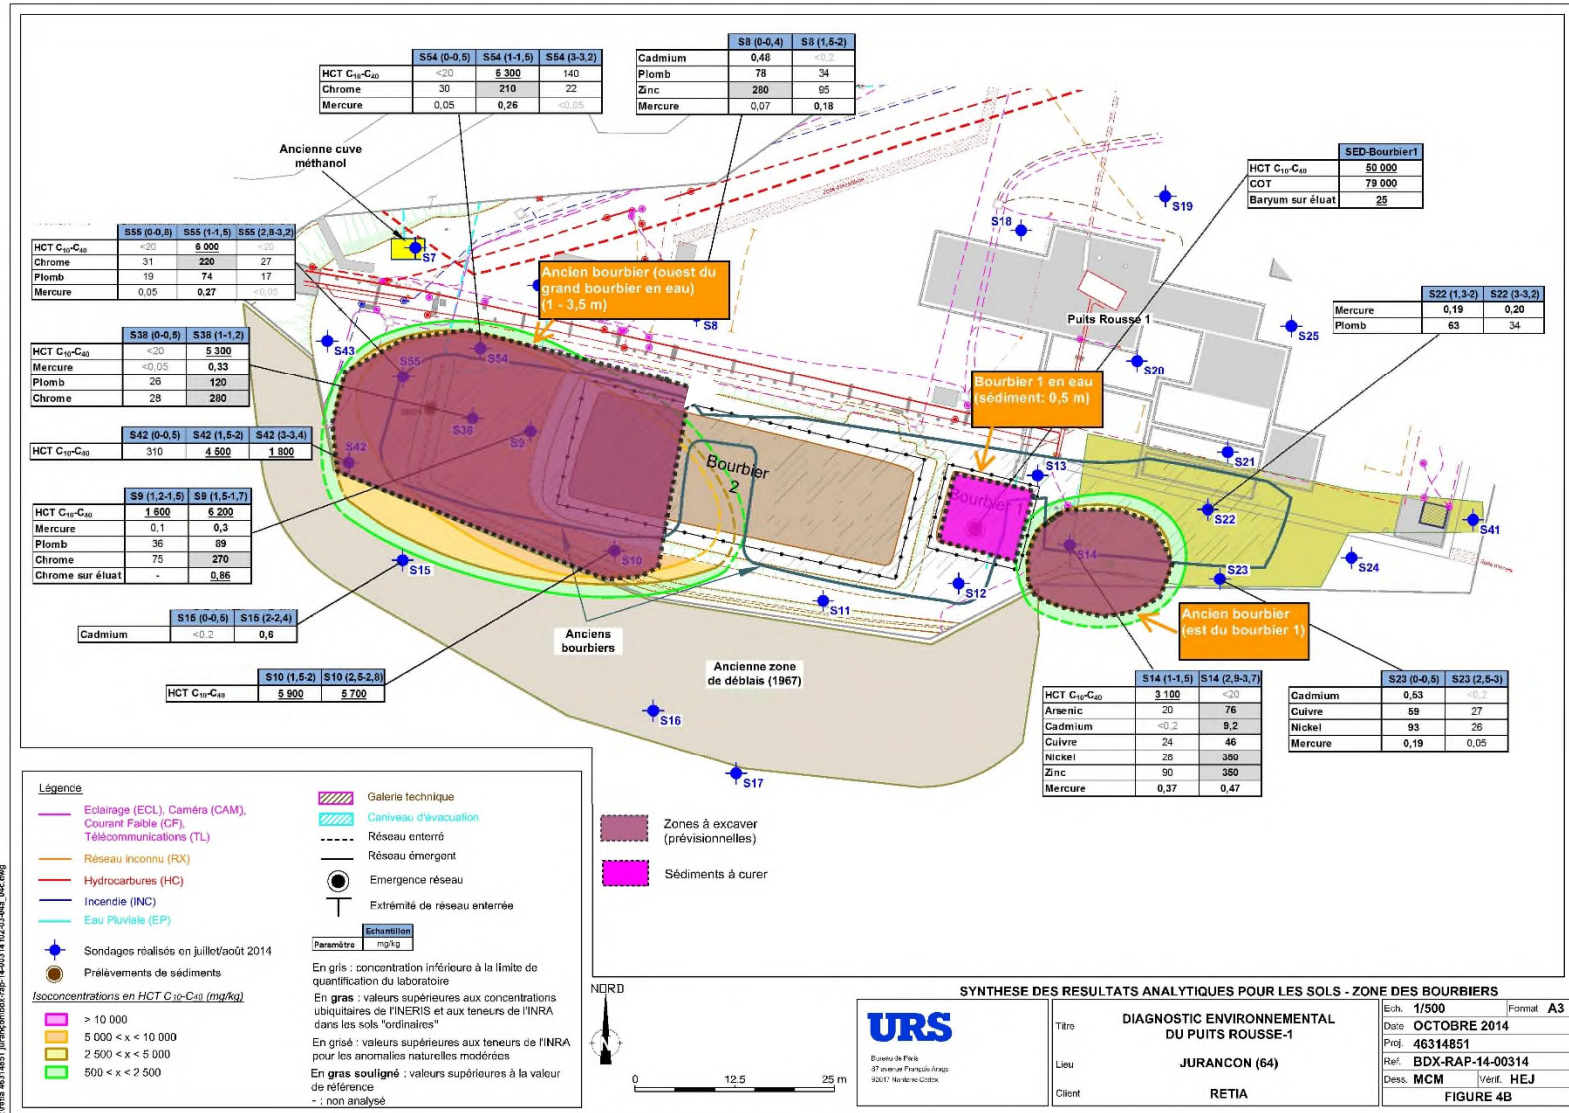 S54 (0-0,5) S54 (1-1,5) S54 (3-3,2)
HCT C10-C40 <20 6 300 140
Chrome 30 210 22
Mercure 0,05 0,26 <0,05
S8 (0-0,4) S8 (1,5-2)
Cadmium 0,48 <0,2
Plomb 78 34
Zinc 280 95
Mercure 0,07 0,18
SED-Bourbier1
HCT C10-C40 50 000
COT 79 000
Baryum sur éluat 25
Ancienne cuve
méthanol
S55 (0-0,8) S55 (1-1,5) S55 (2,8-3,2)
HCT C10-C40 <20 6 000 <20
Chrome 31 220 27
Plomb 19 74 17
Mercure 0,05 0,27 <0,05
S7
S18
S19
Ancien bourbier (ouest du
grand bourbier en eau)
(1 - 3,5 m)
S8
Puits Rousse 1
S25
S20
S22 (1,3-2) S22 (3-3,2)
Mercure 0,19 0,20
Plomb 63 34
S38 (0-0,5) S38 (1-1,2)
HCT C10-C40 <20 5 300
Mercure <0,05 0,33
Plomb 26 120
Chrome 28 280
S43
S54
S55
Bourbier 1 en eau
(sédiment: 0,5 m)
S38
S9
S42 (0-0,5) S42 (1,5-2) S42 (3-3,4)
HCT C10-C40 310 4 500 1 800
S42
Bourbier
2
S13
S21
Bourbier 1
S22
S41
S9 (1,2-1,5) S9 (1,5-1,7)
HCT C10-C40 1 600 6 200
Mercure 0,1 0,3
Plomb 36 89
Chrome 75 270
Chrome sur éluat - 0,86
S15
S10
S14
S24
S23
S12
S11
S15 (0-0,5) S15 (2-2,4)
Cadmium <0,2 0,6
Anciens
bourbiers
Ancien bourbier
(est du bourbier 1)
Ancienne zone
de déblais (1967)
S10 (1,5-2) S10 (2,5-2,8)
HCT C10-C40 5 900 5 700
S16
S17
S14 (1-1,5) S14 (2,9-3,7)
HCT C10-C40 3 100 <20
Arsenic 20 76
Cadmium <0,2 9,2
Cuivre 24 46
Nickel 28 350
Zinc 90 350
Mercure 0,37 0,47
S23 (0-0,5) S23 (2,5-3)
Cadmium 0,53 <0,2
Cuivre 59 27
Nickel 93 26
Mercure 0,19 0,05
Légende
Eclairage (ECL), Caméra (CAM),
Courant Faible (CF),
Télécommunications (TL)
Réseau inconnu (RX)
Hydrocarbures (HC)
Incendie (INC)
Eau Pluviale (EP)
Sondages réalisés en juillet/août 2014
Prélèvements de sédiments
Isoconcentrations en HCT C10-C40 (mg/kg)
> 10 000
5 000 < x < 10 000
2 500 < x < 5 000
500 < x < 2 500
Galerie technique
Caniveau d'évacuation
Réseau enterré
Réseau émergent
Emergence réseau
Extrémité de réseau enterrée
Echantillon
Paramètre mg/kg
En gris : concentration inférieure à la limite de
quantification du laboratoire
En gras : valeurs supérieures aux concentrations
ubiquitaires de l'INERIS et aux teneurs de l'INRA
dans les sols "ordinaires"
En grisé : valeurs supérieures aux teneurs de l'INRA
pour les anomalies naturelles modérées
En gras souligné : valeurs supérieures à la valeur
de référence
- : non analysé
Zones à excaver
(prévisionnelles)
Sédiments à curer
NORD
N
0 12.5 25 m
SYNTHESE DES RESULTATS ANALYTIQUES POUR LES SOLS - ZONE DES BOURBIERS
URS
Bureau de Paris
87 avenue François Arago
92017 Nanterre Cedex
Titre DIAGNOSTIC ENVIRONNEMENTAL
DU PUITS ROUSSE-1
Lieu JURANCON (64)
Client RETIA
Ech. 1/500 Format A3
Date OCTOBRE 2014
Proj. 46314851
Ref. BDX-RAP-14-00314
Dess. MCM Vérif. HEJ
FIGURE 4B